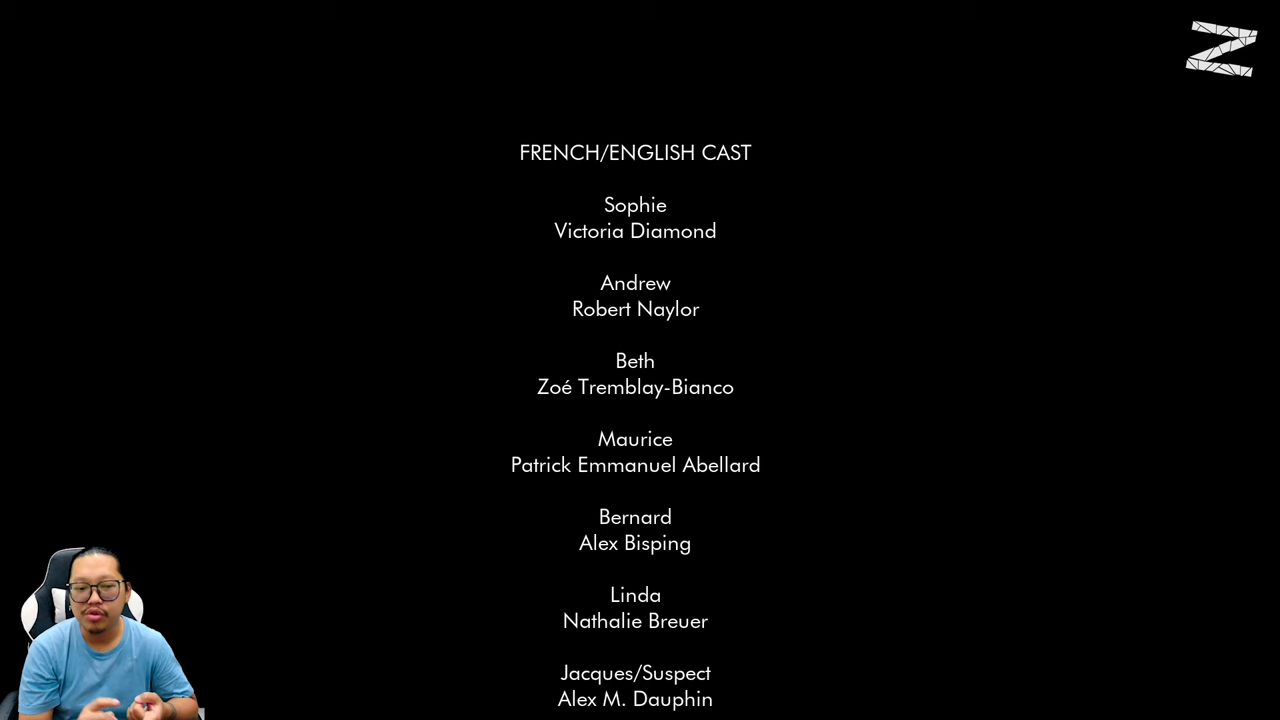 Z
FRENCH/ENGLISH CAST
Sophie
Victoria Diamond
Andrew
Robert Naylor
Beth
Zoé Tremblay-Bianco
Maurice
Patrick Emmanuel Abellard
Bernard
Alex Bisping
Linda
Nathalie Breuer
Jacques/Suspect
Alex M. Dauphin